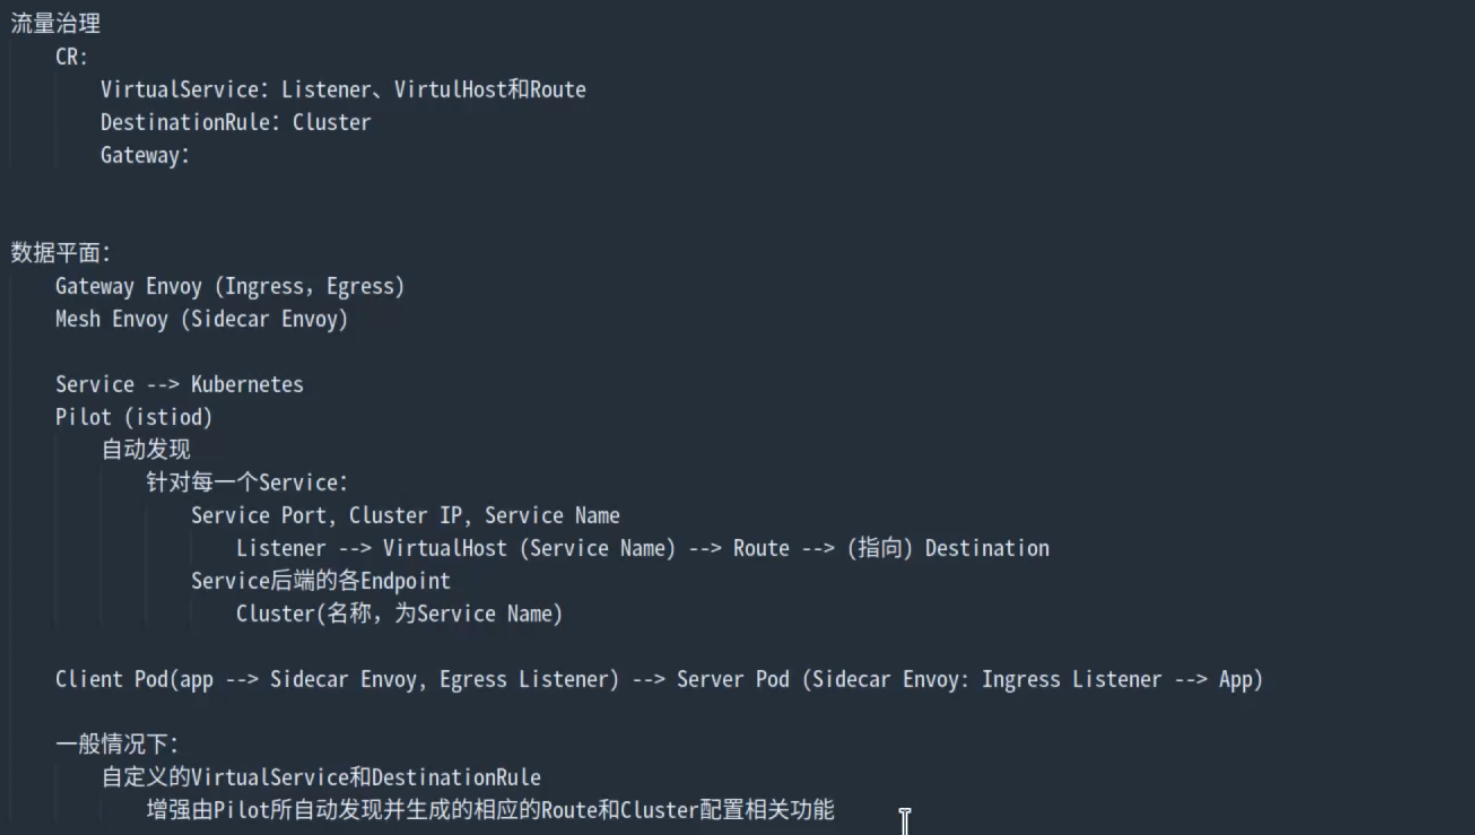 流量治理
CR:
VirtualService: Listener、VirtulHost和Route
DestinationRule: Cluster
Gateway:
数据平面:
Gateway Envoy (Ingress, Egress)
Mesh Envoy (Sidecar Envoy)
Service --> Kubernetes
Pilot (istiod)
自动发现
针对每一个Service:
Service Port, Cluster IP, Service Name
Listener --> VirtualHost (Service Name) --> Route --> (指向) Destination
Service后端的各Endpoint
Cluster(名称，为Service Name)
Client Pod(app --> Sidecar Envoy, Egress Listener) --> Server Pod (Sidecar Envoy: Ingress Listener --> App)
一般情况下:
自定义的VirtualService和DestinationRule
增强由Pilot所自动发现并生成的相应的Route和Cluster配置相关功能